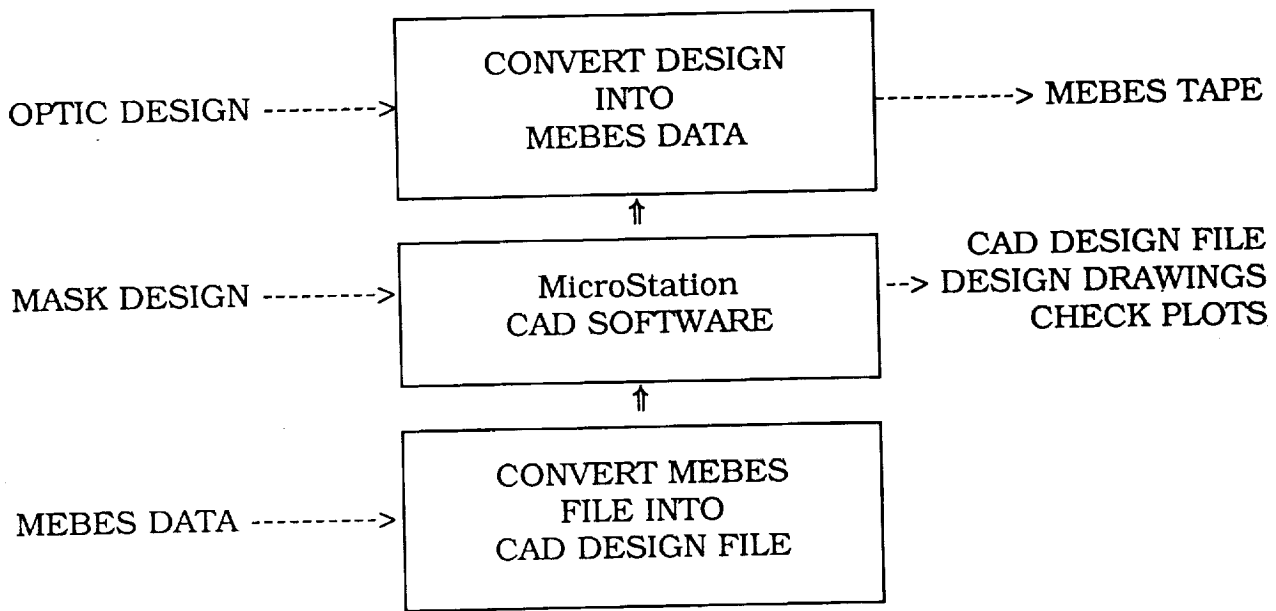 OPTIC DESIGN
CONVERT DESIGN
INTO
MEBES DATA
MEBES TAPE
MASK DESIGN
MicroStation
CAD SOFTWARE
CAD DESIGN FILE
DESIGN DRAWINGS
CHECK PLOTS
MEBES DATA
CONVERT MEBES
FILE INTO
CAD DESIGN FILE